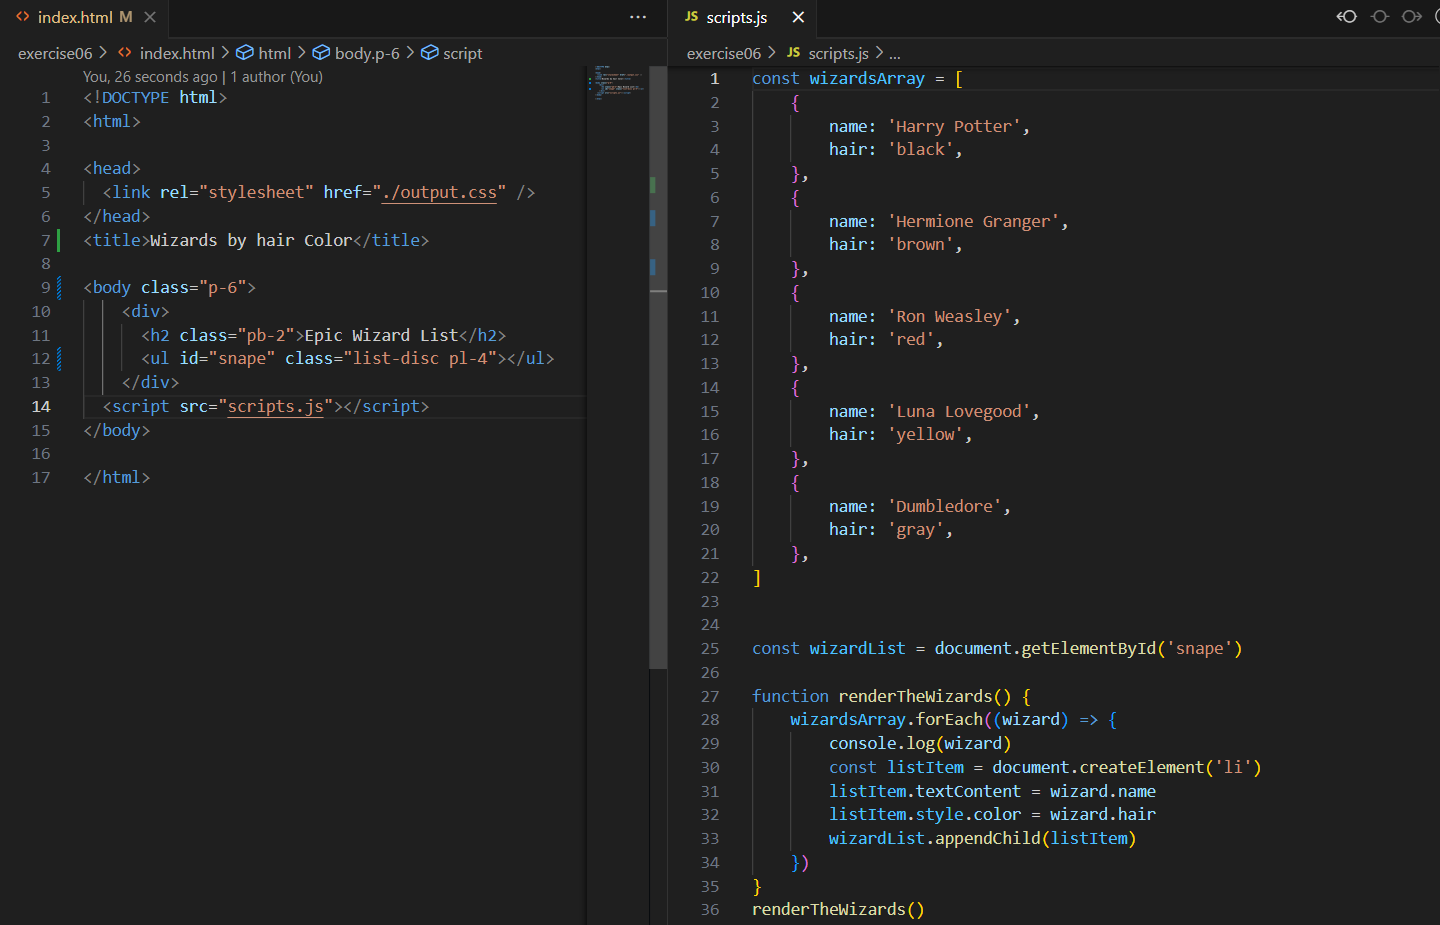 index.html M
exercise06 > index.html > html > body.p-6 > script
You, 26 seconds ago | 1 author (You)
1 <!DOCTYPE html>
2 <html>
3
4 <head>
5   <link rel="stylesheet" href="./output.css" />
6 </head>
7 <title>Wizards by hair Color</title>
8
9 <body class="p-6">
10     <div>
11       <h2 class="pb-2">Epic Wizard List</h2>
12       <ul id="snape" class="list-disc pl-4"></ul>
13     </div>
14   <script src="scripts.js"></script>
15 </body>
16
17 </html>
JS scripts.js
exercise06 > JS scripts.js > ...
1 const wizardsArray = [
2     {
3         name: 'Harry Potter',
4         hair: 'black',
5     },
6     {
7         name: 'Hermione Granger',
8         hair: 'brown',
9     },
10     {
11         name: 'Ron Weasley',
12         hair: 'red',
13     },
14     {
15         name: 'Luna Lovegood',
16         hair: 'yellow',
17     },
18     {
19         name: 'Dumbledore',
20         hair: 'gray',
21     },
22 ]
23
24
25 const wizardList = document.getElementById('snape')
26
27 function renderTheWizards() {
28     wizardsArray.forEach((wizard) => {
29         console.log(wizard)
30         const listItem = document.createElement('li')
31         listItem.textContent = wizard.name
32         listItem.style.color = wizard.hair
33         wizardList.appendChild(listItem)
34     })
35 }
36 renderTheWizards()